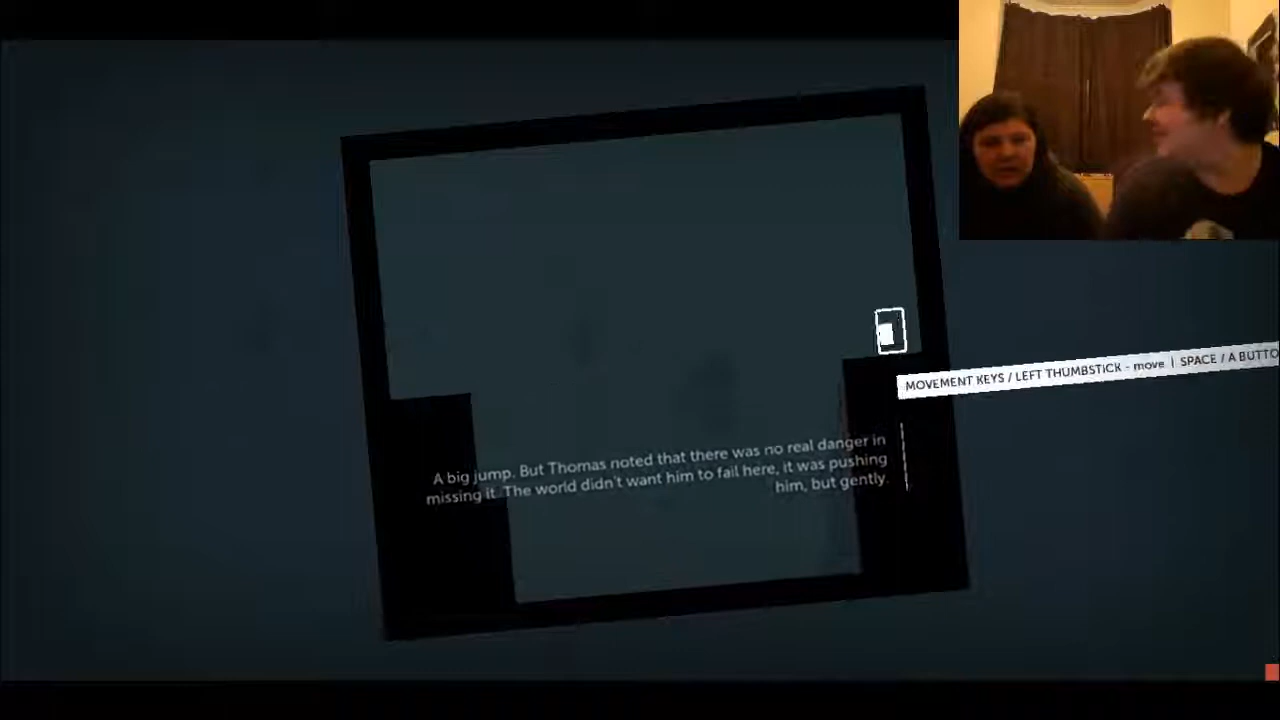 MOVEMENT KEYS / LEFT THUMBSTICK - move | SPACE / A BUTTO
A big jump. But Thomas noted that there was no real danger in
missing it. The world didn't want him to fail here, it was pushing
him, but gently.